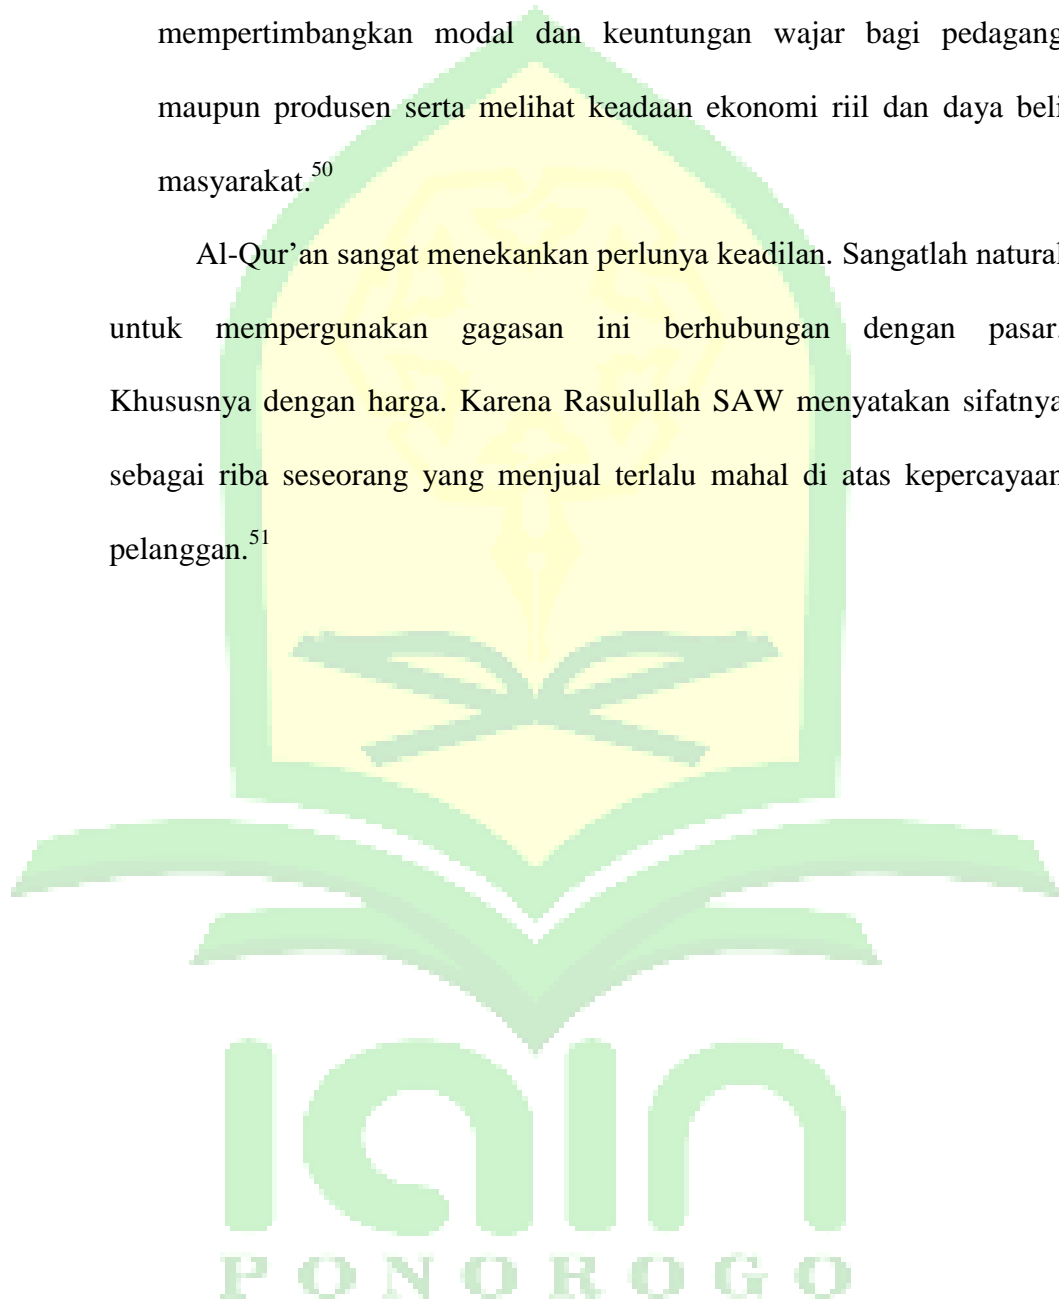 mempertimbangkan modal dan keuntungan wajar bagi pedagang
maupun produsen serta melihat keadaan ekonomi riil dan daya beli
masyarakat.50
Al-Qur’an sangat menekankan perlunya keadilan. Sangatlah natural
untuk mempergunakan gagasan ini berhubungan dengan pasar.
Khususnya dengan harga. Karena Rasulullah SAW menyatakan sifatnya
sebagai riba seseorang yang menjual terlalu mahal di atas kepercayaan
pelanggan.51
iain
PONOROGO